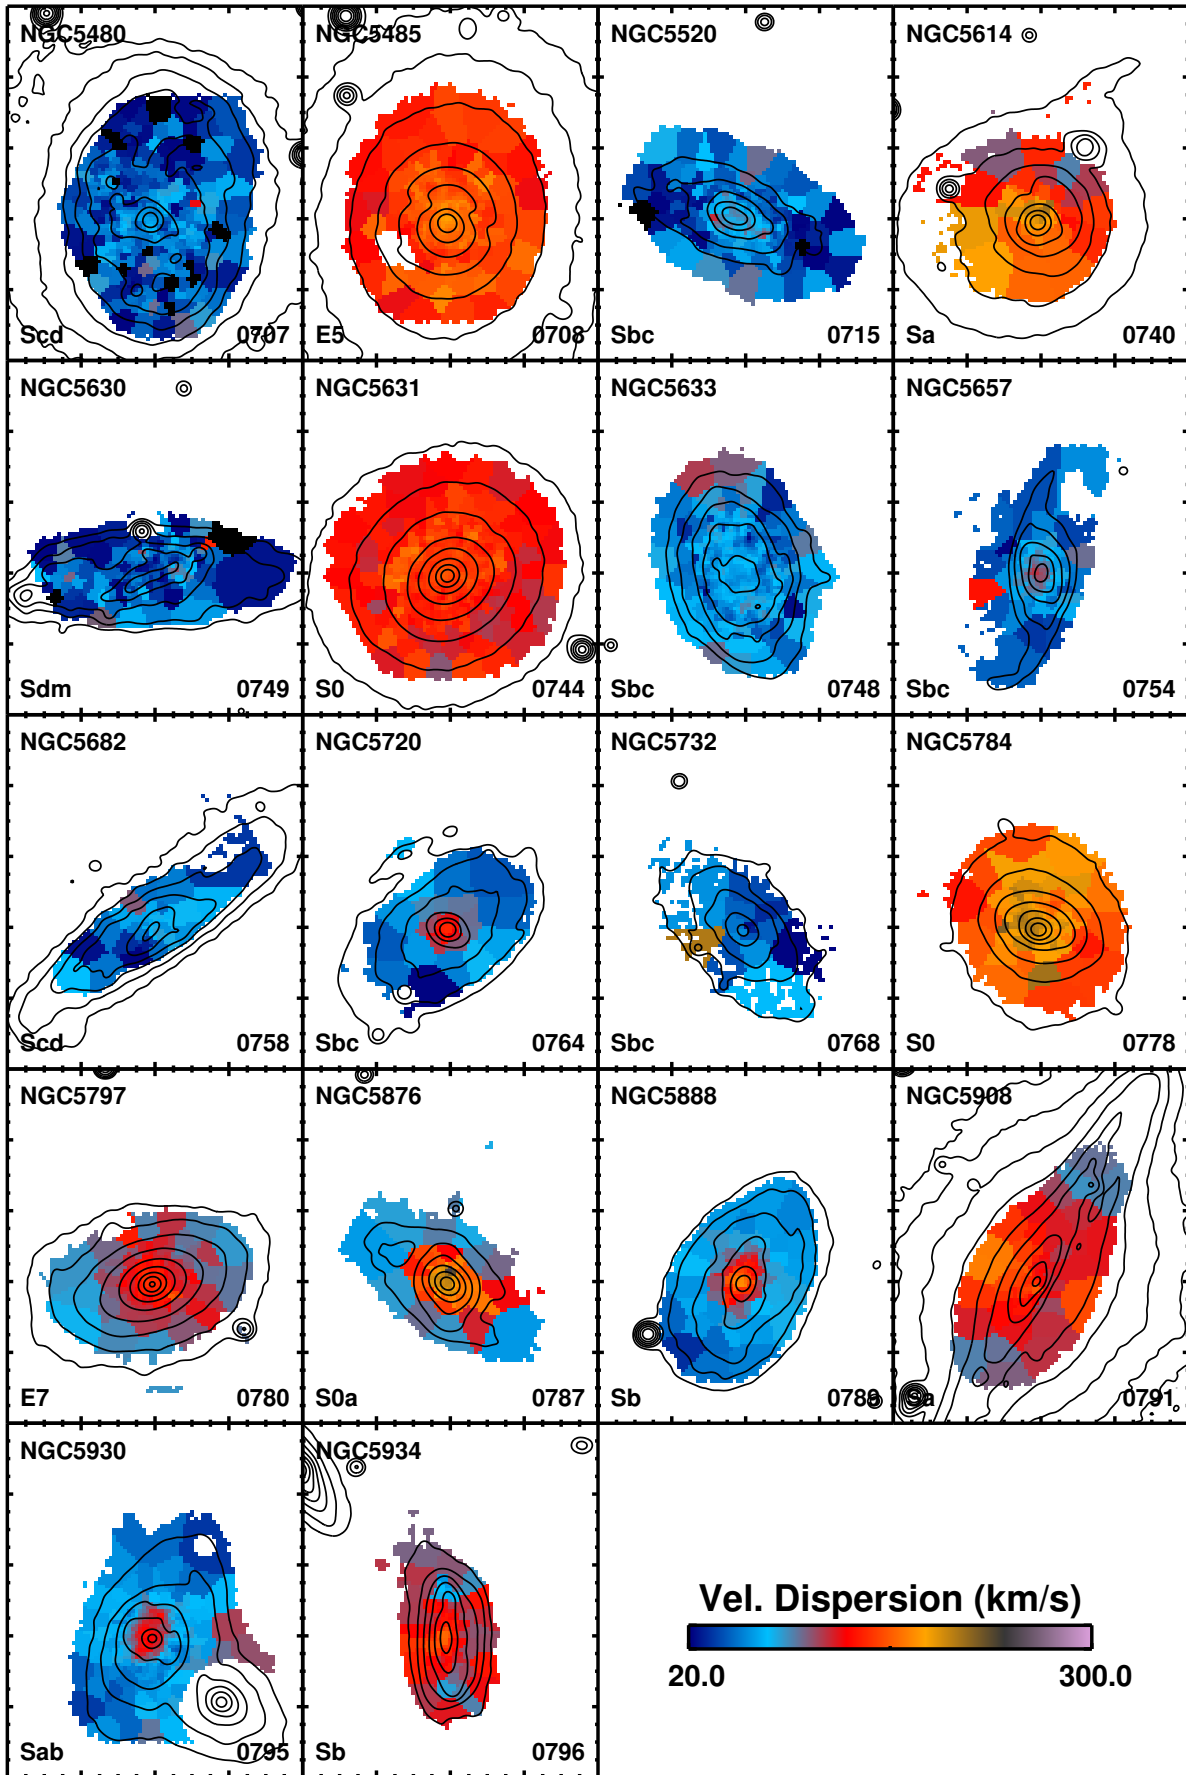 NGC5480 NGC5485 NGC5520 NGC5614
Scd 0707 E5 0708 Sbc 0715 Sa 0740
NGC5630 NGC5631 NGC5633 NGC5657
Sdm 0749 S0 0744 Sbc 0748 Sbc 0754
NGC5682 NGC5720 NGC5732 NGC5784
Scd 0758 Sbc 0764 Sbc 0768 S0 0778
NGC5797 NGC5876 NGC5888 NGC5908
E7 0780 S0a 0787 Sb 0789 Sa 0791
NGC5930 NGC5934
Vel. Dispersion (km/s)
20.0 300.0
Sab 0795 Sb 0796